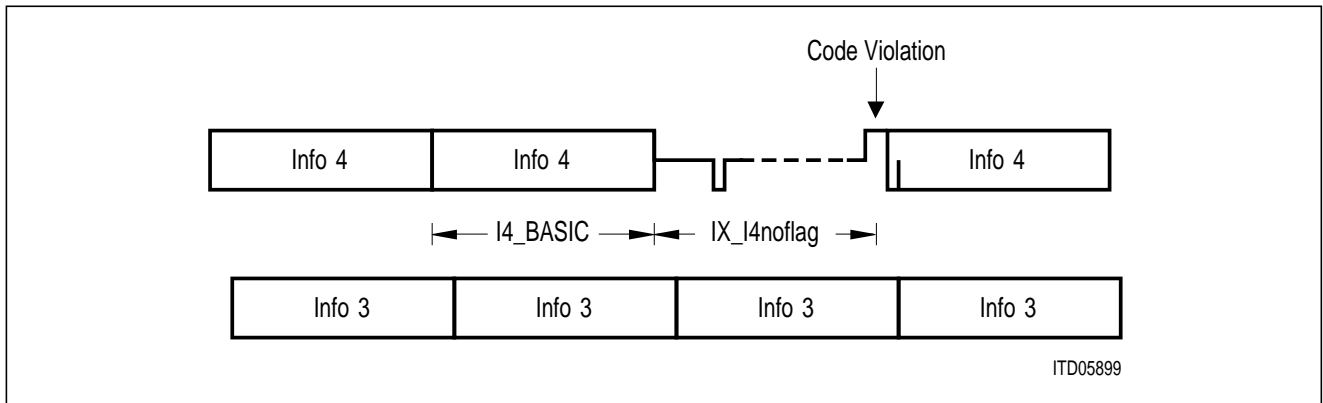 Code Violation
Info 4 Info 4 Info 4
I4_BASIC IX_I4noflag
Info 3 Info 3 Info 3 Info 3
ITD05899